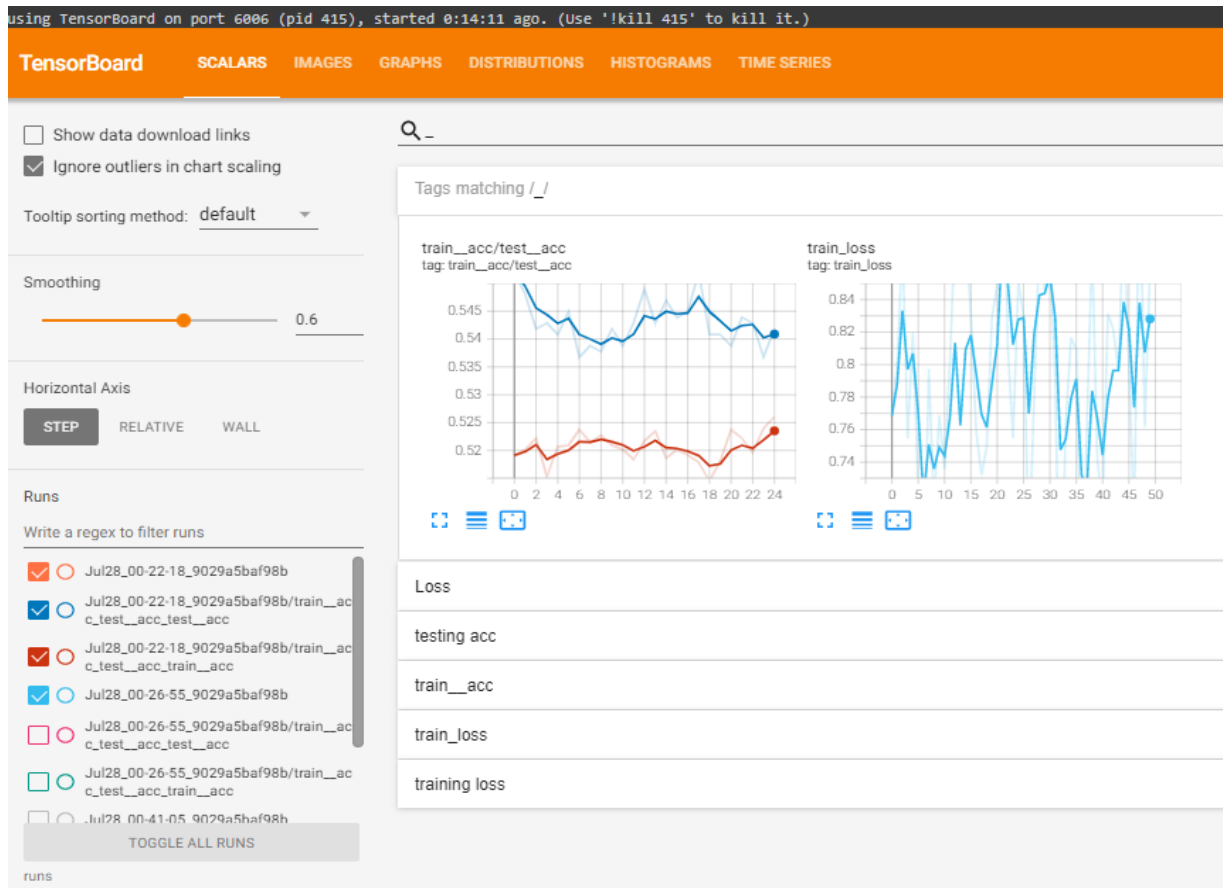 using TensorBoard on port 6006 (pid 415), started 0:14:11 ago. (Use '!kill 415' to kill it.)
TensorBoard
SCALARS IMAGES GRAPHS DISTRIBUTIONS HISTOGRAMS TIME SERIES
Show data download links
Ignore outliers in chart scaling
Tooltip sorting method: default
Smoothing
0.6
Horizontal Axis
STEP RELATIVE WALL
Runs
Write a regex to filter runs
Jul28_00-22-18_9029a5baf98b
Jul28_00-22-18_9029a5baf98b/train__ac
c_test__acc_test__acc
Jul28_00-22-18_9029a5baf98b/train__ac
c_test__acc_train__acc
Jul28_00-26-55_9029a5baf98b
Jul28_00-26-55_9029a5baf98b/train__ac
c_test__acc_test__acc
Jul28_00-26-55_9029a5baf98b/train__ac
c_test__acc_train__acc
Jul28_00-41-05_9029a5baf98b
TOGGLE ALL RUNS
runs
_
Tags matching /_/
train__acc/test__acc
tag: train__acc/test__acc
0.545
0.54
0.535
0.53
0.525
0.52
0 2 4 6 8 10 12 14 16 18 20 22 24
train_loss
tag: train_loss
0.84
0.82
0.8
0.78
0.76
0.74
0 5 10 15 20 25 30 35 40 45 50
Loss
testing acc
train__acc
train_loss
training loss